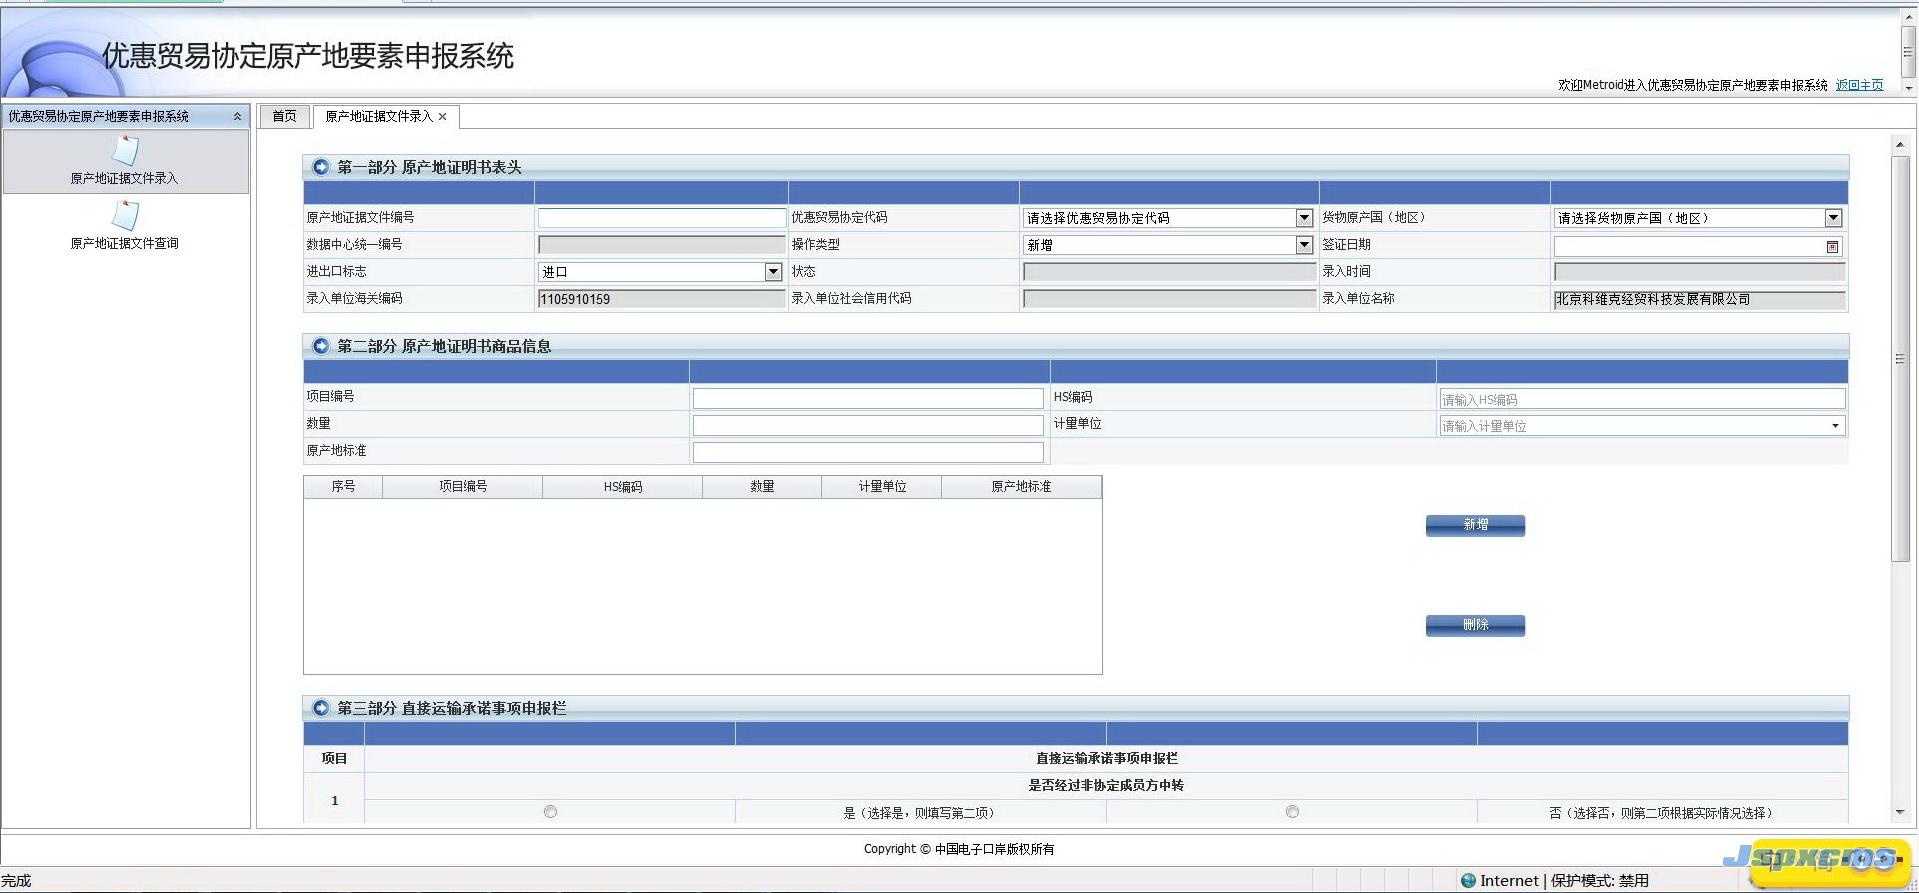 优惠贸易协定原产地要素申报系统
欢迎Metroid进入优惠贸易协定原产地要素申报系统 返回主页
优惠贸易协定原产地要素申报系统
原产地证据文件录入
原产地证据文件查询
首页 原产地证据文件录入
第一部分 原产地证明书表头
原产地证据文件编号 优惠贸易协定代码 请选择优惠贸易协定代码 货物原产国（地区） 请选择货物原产国（地区）
数据中心统一编号 操作类型 新增 签证日期
进出口标志 进口 状态 录入时间
录入单位海关编码 1105910159 录入单位社会信用代码 录入单位名称 北京科维克经贸科技发展有限公司
第二部分 原产地证明书商品信息
项目编号 HS编码 请输入HS编码
数量 计量单位 请输入计量单位
原产地标准
序号 项目编号 HS编码 数量 计量单位 原产地标准
新增
删除
第三部分 直接运输承诺事项申报栏
项目 直接运输承诺事项申报栏
是否经过非协定成员方中转
1
是（选择是，则填写第二项） 否（选择否，则第二项根据实际情况选择）
Copyright © 中国电子口岸版权所有
Jspxcms
完成 Internet | 保护模式: 禁用